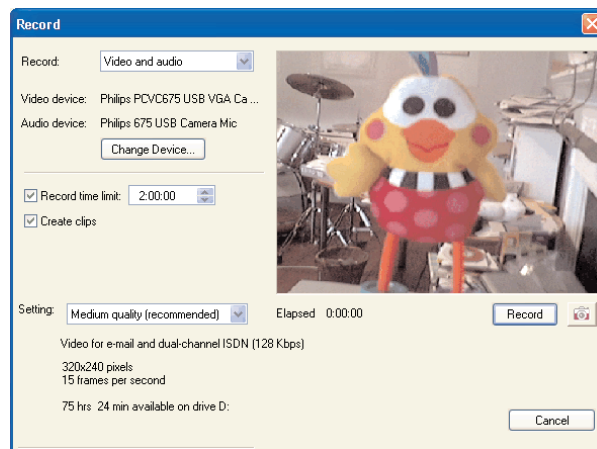 Record
Record: Video and audio
Video device: Philips PCVC675 USB VGA Ca ...
Audio device: Philips 675 USB Camera Mic
Change Device...
Record time limit: 2:00:00
Create clips
Setting: Medium quality (recommended) Elapsed 0:00:00 Record
Video for e-mail and dual-channel ISDN (128 Kbps)
320x240 pixels
15 frames per second
75 hrs 24 min available on drive D:
Cancel